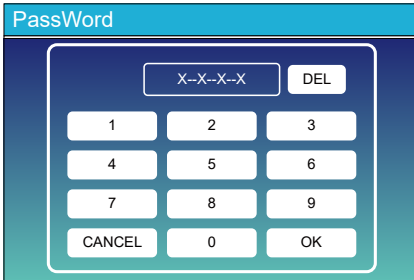 PassWord
X--X--X--X DEL
1 2 3
4 5 6
7 8 9
CANCEL 0 OK